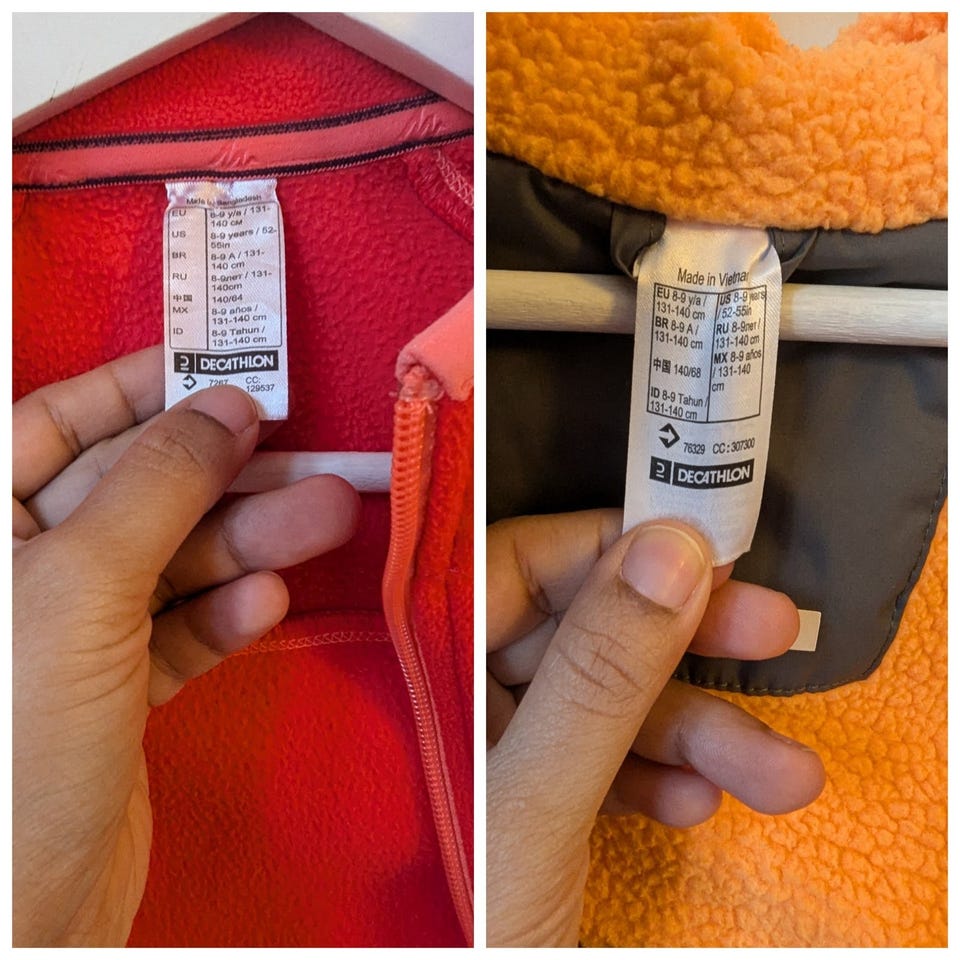 Made in Bangladesh
EU 8-9 y/a / 131-
140 см
US 8-9 years / 52-
55in
BR 8-9 A / 131-
140 cm
RU 8-9лет / 131-
140cm
中国 140/64
MX 8-9 años /
131-140 cm
ID 8-9 Tahun /
131-140 cm
DECATHLON
7267 CC:
129537
Made in Vietnam
EU 8-9 y/a /
131-140 cm
BR 8-9 A /
131-140 cm
中国 140/68
ID 8-9 Tahun /
131-140 cm
US 8-9 years
/ 52-55in
RU 8-9лет /
131-140 cm
MX 8-9 años
/ 131-140
cm
76329 CC : 307300
DECATHLON